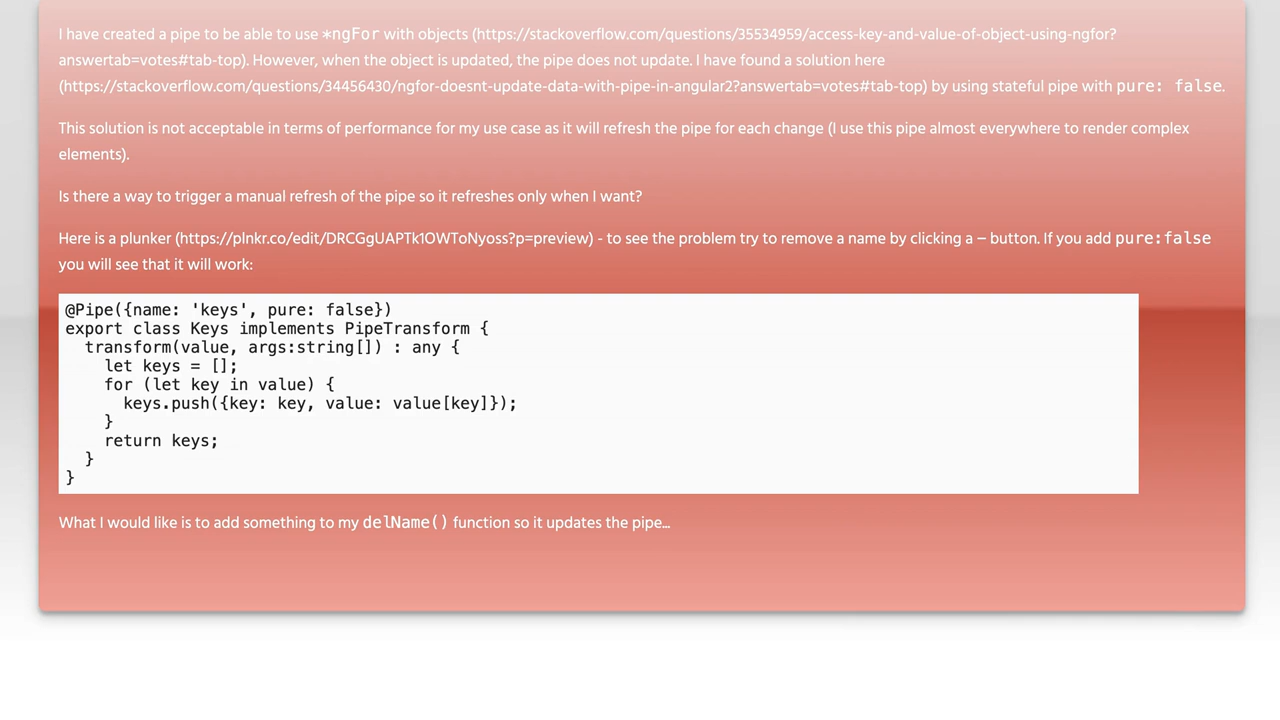 I have created a pipe to be able to use *ngFor with objects (https://stackoverflow.com/questions/35534959/access-key-and-value-of-object-using-ngfor?
answertab=votes#tab-top). However, when the object is updated, the pipe does not update. I have found a solution here
(https://stackoverflow.com/questions/34456430/ngfor-doesnt-update-data-with-pipe-in-angular2?answertab=votes#tab-top) by using stateful pipe with pure: false.
This solution is not acceptable in terms of performance for my use case as it will refresh the pipe for each change (I use this pipe almost everywhere to render complex
elements).
Is there a way to trigger a manual refresh of the pipe so it refreshes only when I want?
Here is a plunker (https://plnkr.co/edit/DRCGgUAPTk1OWToNyoss?p=preview) - to see the problem try to remove a name by clicking a – button. If you add pure:false
you will see that it will work:
@Pipe({name: 'keys', pure: false})
export class Keys implements PipeTransform {
  transform(value, args:string[]) : any {
    let keys = [];
    for (let key in value) {
      keys.push({key: key, value: value[key]});
    }
    return keys;
  }
}
What I would like is to add something to my delName() function so it updates the pipe...